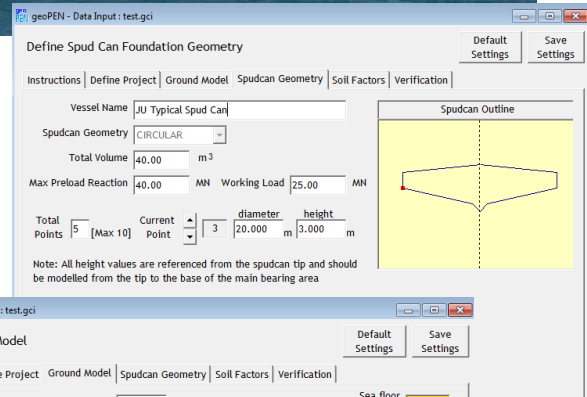 geoPEN - Data Input : test.gci
Define Spud Can Foundation Geometry
Default Settings
Save Settings
Instructions Define Project Ground Model Spudcan Geometry Soil Factors Verification
Vessel Name JU Typical Spud Can
Spudcan Outline
Spudcan Geometry CIRCULAR
Total Volume 40.00 m3
Max Preload Reaction 40.00 MN Working Load 25.00 MN
Total Points 5 [Max 10] Current Point 3 diameter 20.000 m height 3.000 m
Note: All height values are referenced from the spudcan tip and should
be modelled from the tip to the base of the main bearing area
: test.gci
Model
Default Settings
Save Settings
e Project Ground Model Spudcan Geometry Soil Factors Verification
Sea floor